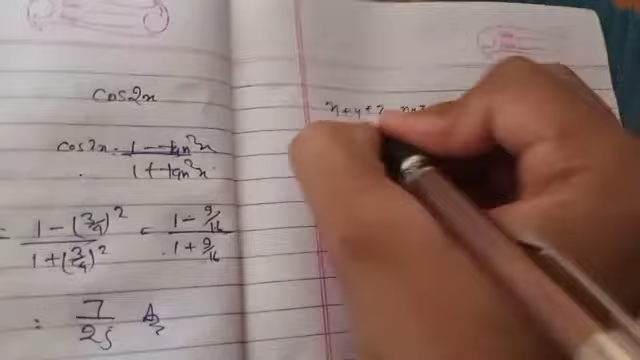 cos2x
cos2x = 1 - tan²x / 1 + tan²x
= 1 - (3/4)² / 1 + (3/4)² = 1 - 9/16 / 1 + 9/16
= 7/25
x + y + z